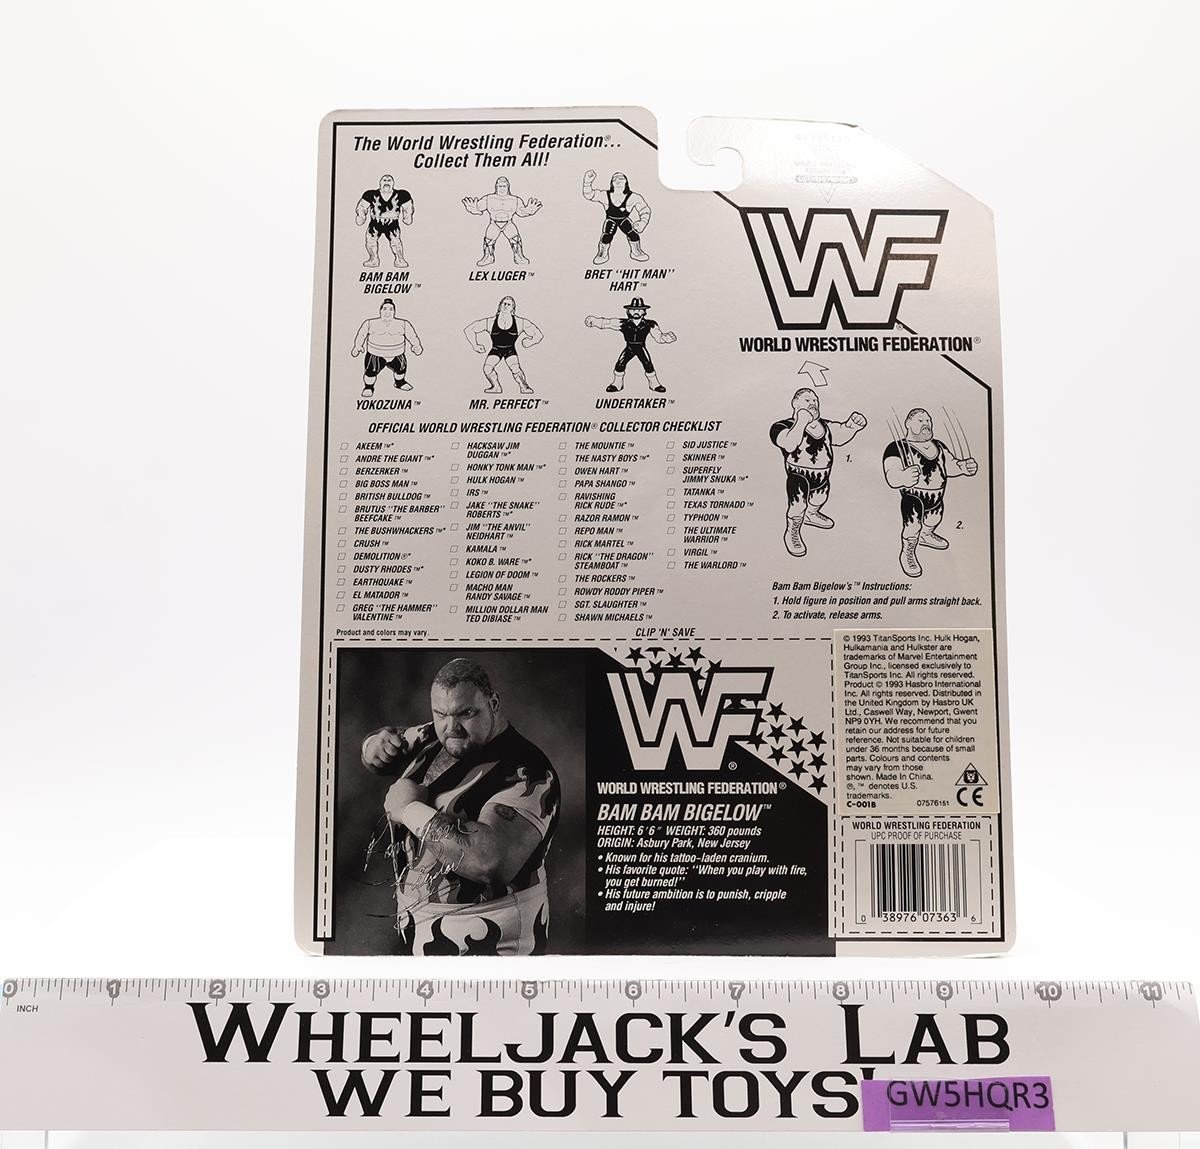 The World Wrestling Federation®...
Collect Them All!
BAM BAM
BIGELOW™
LEX LUGER™
BRET "HIT MAN"
HART™
YOKOZUNA™
MR. PERFECT™
UNDERTAKER™
WF
WORLD WRESTLING FEDERATION®
OFFICIAL WORLD WRESTLING FEDERATION® COLLECTOR CHECKLIST
AKEEM™*
ANDRE THE GIANT™*
BERZERKER™
BIG BOSS MAN™
BRITISH BULLDOG™
BRUTUS "THE BARBER"
BEEFCAKE™
THE BUSHWHACKERS™*
CRUSH™
DEMOLITION®*
DUSTY RHODES™*
EARTHQUAKE™
EL MATADOR™
GREG "THE HAMMER"
VALENTINE™
HACKSAW JIM
DUGGAN™*
HONKY TONK MAN™*
HULK HOGAN™
IRS™
JAKE "THE SNAKE"
ROBERTS™*
JIM "THE ANVIL"
NEIDHART™
KAMALA™
KOKO B. WARE™*
LEGION OF DOOM™
MACHO MAN
RANDY SAVAGE™
MILLION DOLLAR MAN
TED DIBIASE™
THE MOUNTIE™
THE NASTY BOYS™*
OWEN HART™
PAPA SHANGO™
RAVISHING
RICK RUDE™*
RAZOR RAMON™
REPO MAN™
RICK MARTEL™
RICK "THE DRAGON"
STEAMBOAT™
THE ROCKERS™
ROWDY RODDY PIPER™
SGT. SLAUGHTER™
SHAWN MICHAELS™
SID JUSTICE™
SKINNER™
SUPERFLY
JIMMY SNUKA™*
TATANKA™
TEXAS TORNADO™
TYPHOON™
THE ULTIMATE
WARRIOR™
VIRGIL™
THE WARLORD™
1.
2.
Bam Bam Bigelow's™ Instructions:
1. Hold figure in position and pull arms straight back.
2. To activate, release arms.
Product and colors may vary.
CLIP 'N' SAVE
WF
®
WORLD WRESTLING FEDERATION®
BAM BAM BIGELOW™
HEIGHT: 6'6" WEIGHT: 360 pounds
ORIGIN: Asbury Park, New Jersey
• Known for his tattoo-laden cranium.
• His favorite quote: "When you play with fire,
you get burned!"
• His future ambition is to punish, cripple
and injure!
© 1993 TitanSports Inc. Hulk Hogan,
Hulkamania and Hulkster are
trademarks of Marvel Entertainment
Group Inc., licensed exclusively to
TitanSports Inc. All rights reserved.
Product © 1993 Hasbro International
Inc. All rights reserved. Distributed in
the United Kingdom by Hasbro UK
Ltd., Caswell Way, Newport, Gwent
NP9 0YH. We recommend that you
retain our address for future
reference. Not suitable for children
under 36 months because of small
parts. Colours and contents
may vary from those
shown. Made In China.
®, ™ denotes U.S.
trademarks.
C-001B
07576151
CE
WORLD WRESTLING FEDERATION
UPC PROOF OF PURCHASE
0 38976 07363 6
0 1 2 3 4 5 6 7 8 9 10 11
INCH
WHEELJACK'S LAB
WE BUY TOYS!
GW5HQR3